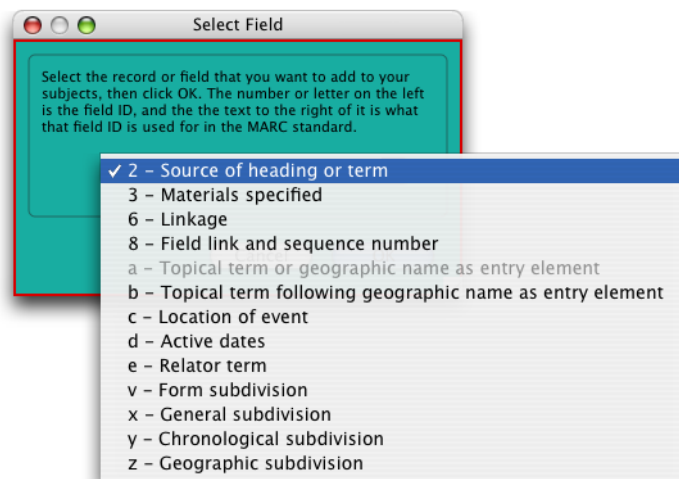 Select Field
Select the record or field that you want to add to your
subjects, then click OK. The number or letter on the left
is the field ID, and the the text to the right of it is what
that field ID is used for in the MARC standard.
✓ 2 – Source of heading or term
3 – Materials specified
6 – Linkage
8 – Field link and sequence number
Cancel
a – Topical term or geographic name as entry element
b – Topical term following geographic name as entry element
c – Location of event
d – Active dates
e – Relator term
v – Form subdivision
x – General subdivision
y – Chronological subdivision
z – Geographic subdivision